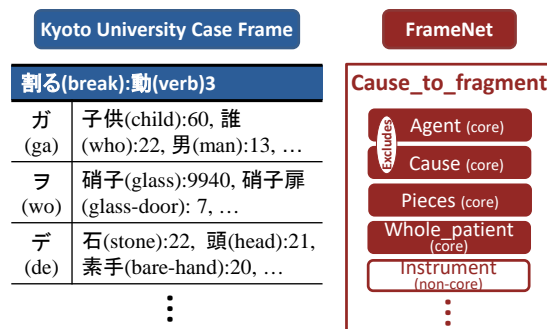 Kyoto University Case Frame
割る(break):動(verb)3
ガ
(ga)
子供(child):60, 誰
(who):22, 男(man):13, …
ヲ
(wo)
硝子(glass):9940, 硝子扉
(glass-door): 7, …
デ
(de)
石(stone):22, 頭(head):21,
素手(bare-hand):20, …
⋮
FrameNet
Cause_to_fragment
Agent (core)
Excludes
Cause (core)
Pieces (core)
Whole_patient
(core)
Instrument
(non-core)
⋮